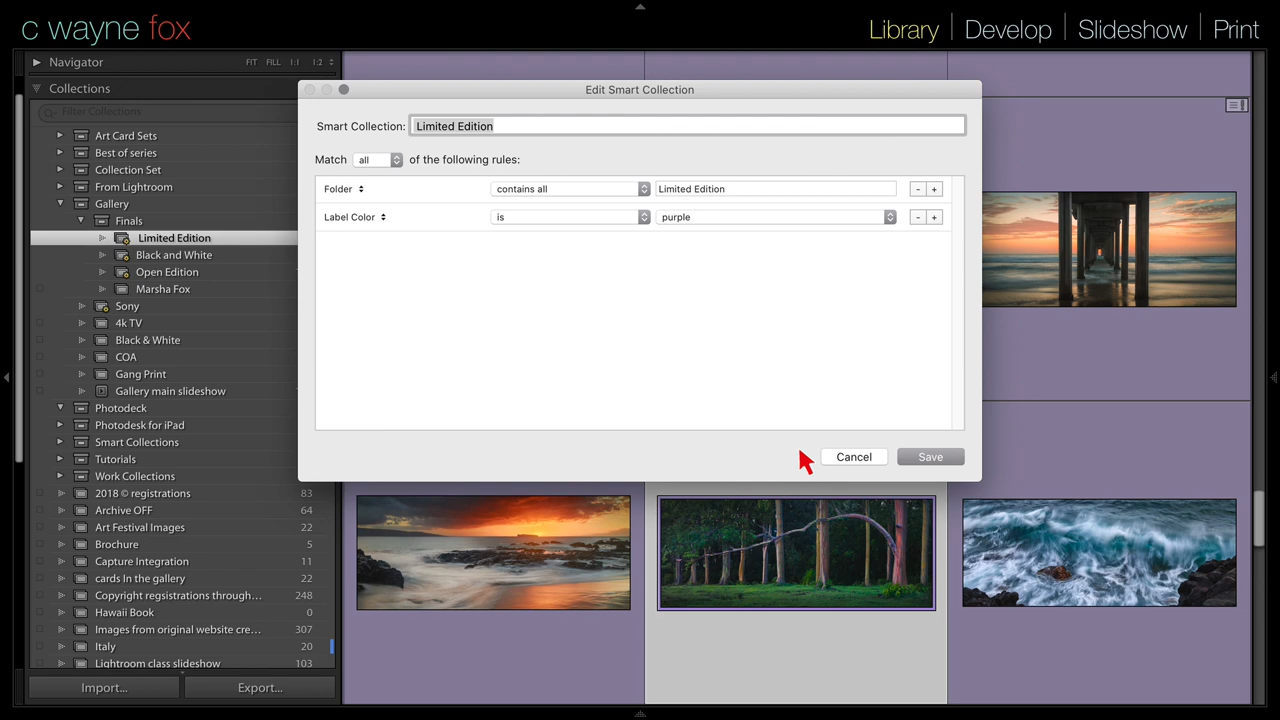 c wayne fox
Library Develop Slideshow Print
Navigator FIT FILL 1:1 1:2
Collections
Filter Collections
Art Card Sets
Best of series
Collection Set
From Lightroom
Gallery
Finals
Limited Edition
Black and White
Open Edition
Marsha Fox
Sony
4k TV
Black & White
COA
Gang Print
Gallery main slideshow
Photodeck
Photodesk for iPad
Smart Collections
Tutorials
Work Collections
2018 © registrations 83
Archive OFF 64
Art Festival Images 22
Brochure 5
Capture Integration 11
cards In the gallery 22
Copyright regsistrations through... 248
Hawaii Book 0
Images from original website cre... 307
Italy 20
Lightroom class slideshow 103
Import... Export...
Edit Smart Collection
Smart Collection: Limited Edition
Match all of the following rules:
Folder contains all Limited Edition - +
Label Color is purple - +
Cancel Save